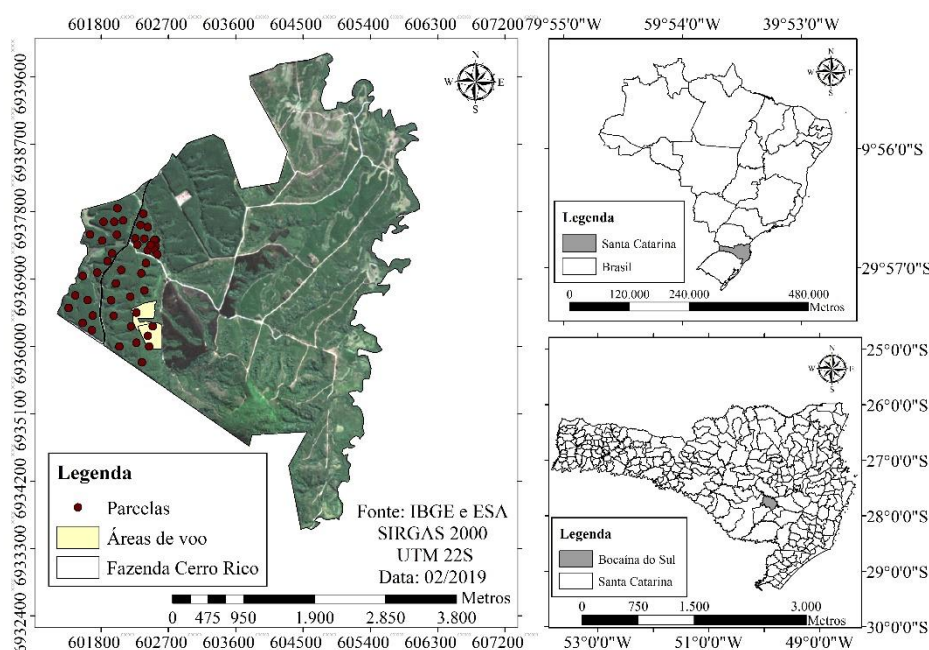 601800 602700 603600 604500 605400 606300 607200
6939600
6938700
6937800
6936900
6936000
6935100
6934200
6933300
6932400
N
W E
S
Legenda
Parcelas
Áreas de voo
Fazenda Cerro Rico
Fonte: IBGE e ESA
SIRGAS 2000
UTM 22S
Data: 02/2019
Metros
0 475 950 1.900 2.850 3.800
601800 602700 603600 604500 605400 606300 607200
79°55'0"W 59°54'0"W 39°53'0"W
N
W E
S
9°56'0"S
29°57'0"S
Legenda
Santa Catarina
Brasil
0 120.000 240.000 480.000
Metros
25°0'0"S
26°0'0"S
27°0'0"S
28°0'0"S
29°0'0"S
30°0'0"S
N
W E
S
Legenda
Bocaína do Sul
Santa Catarina
0 750 1.500 3.000
Metros
53°0'0"W 51°0'0"W 49°0'0"W